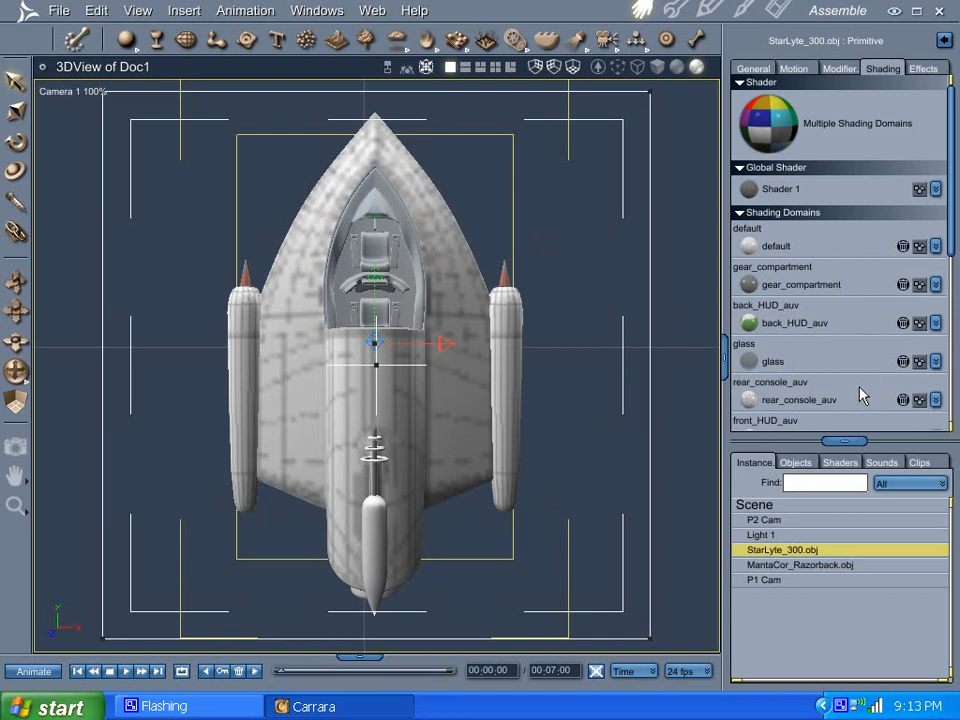 File Edit View Insert Animation Windows Web Help Assemble
StarLyte_300.obj : Primitive
3DView of Doc1
General Motion Modifier Shading Effects
Camera 1 100%
Shader
Multiple Shading Domains
Global Shader
Shader 1
Shading Domains
default
default
gear_compartment
gear_compartment
back_HUD_auv
back_HUD_auv
glass
glass
rear_console_auv
rear_console_auv
front_HUD_auv
Instance. Objects Shaders Sounds Clips
Find: All
Scene
P2 Cam
Light 1
StarLyte_300.obj
MantaCor_Razorback.obj
P1 Cam
Animate 00:00:00 / 00:07:00 Time 24 fps
start Flashing Carrara 9:13 PM